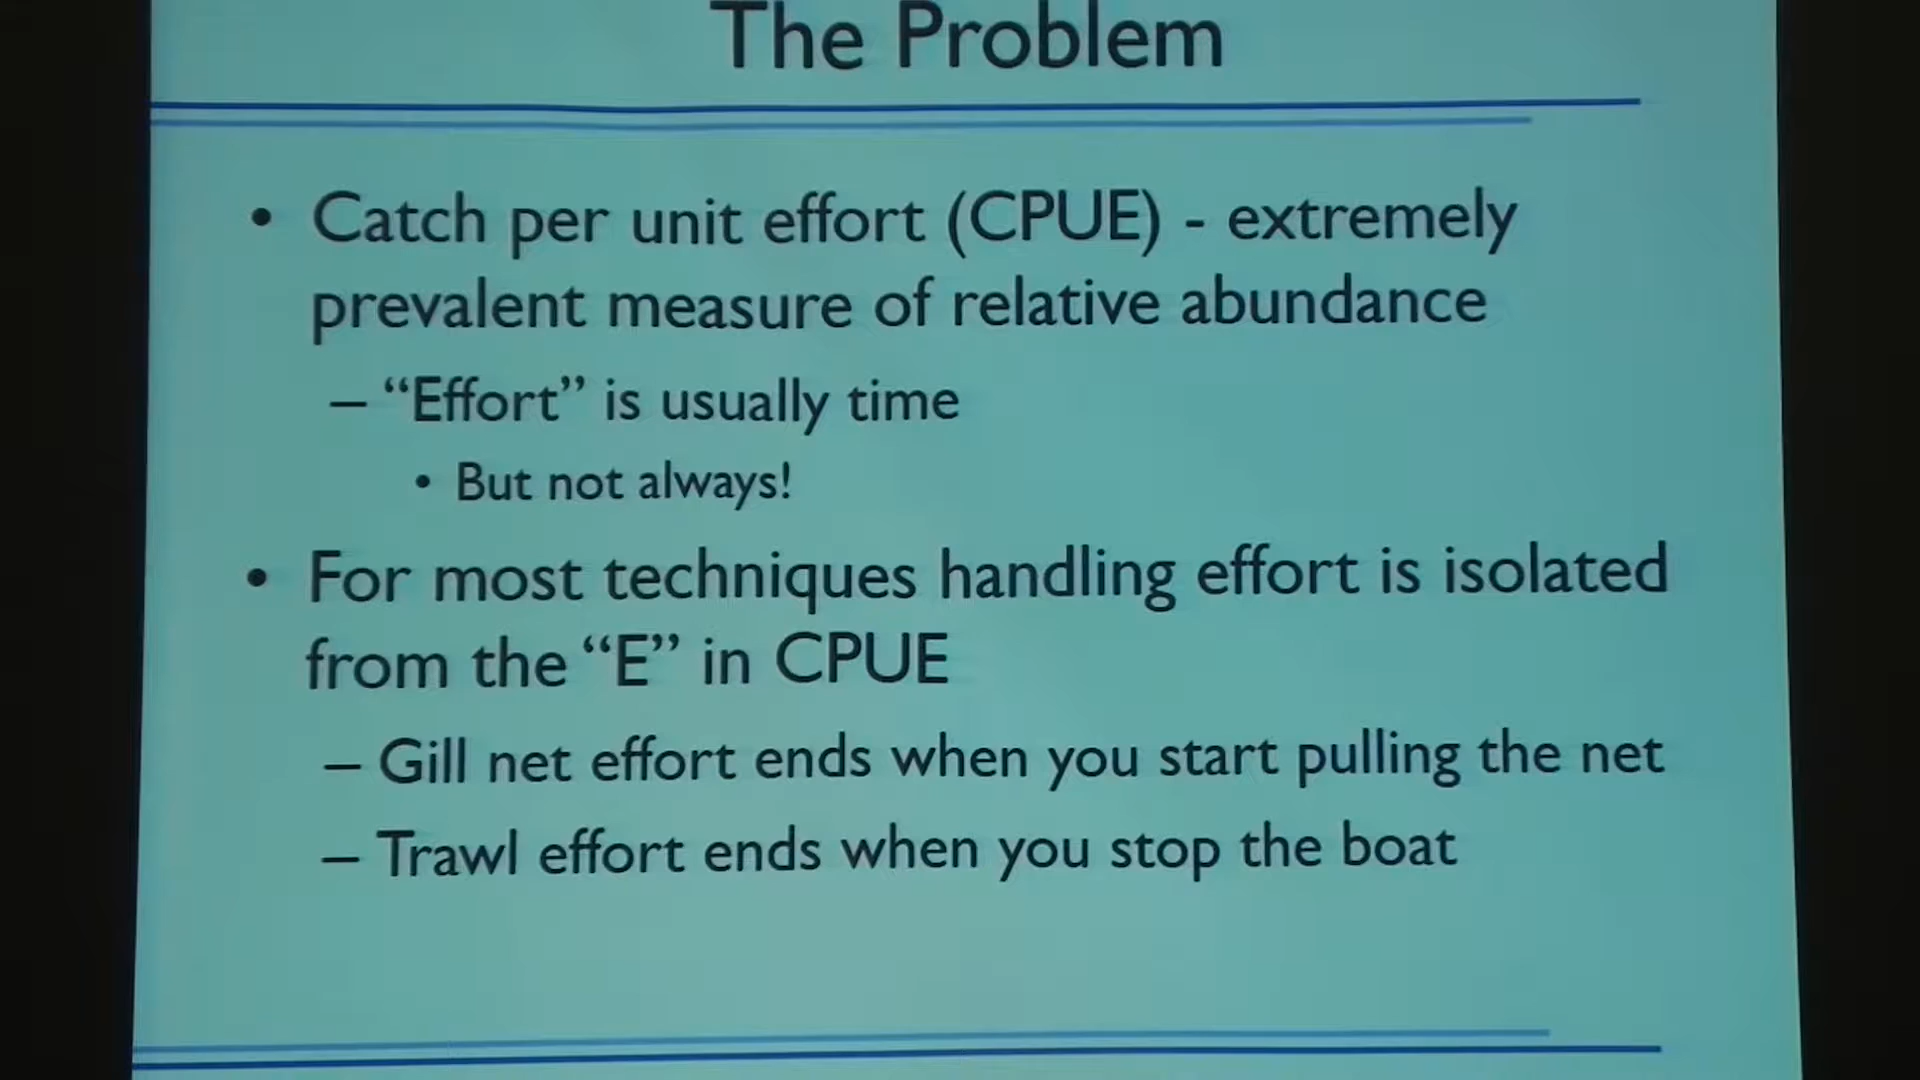 The Problem
• Catch per unit effort (CPUE) - extremely
prevalent measure of relative abundance
– “Effort” is usually time
• But not always!
• For most techniques handling effort is isolated
from the “E” in CPUE
– Gill net effort ends when you start pulling the net
– Trawl effort ends when you stop the boat